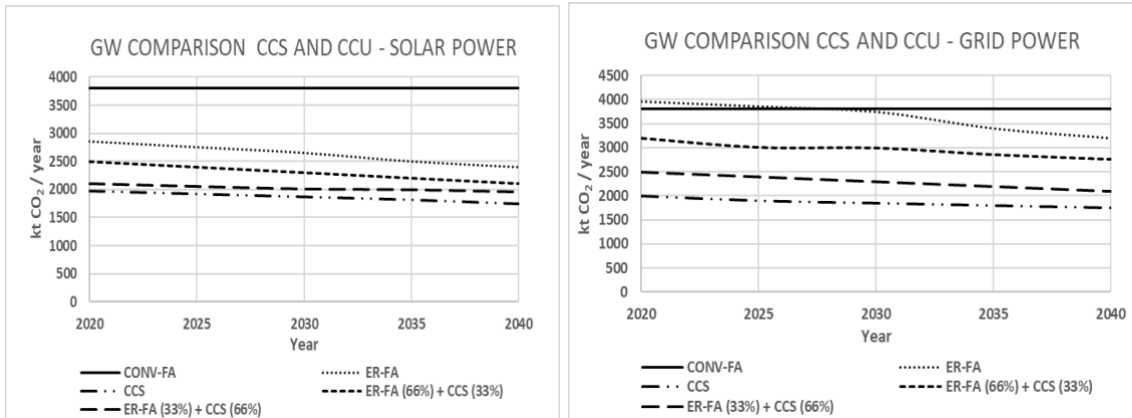 GW COMPARISON CCS AND CCU - SOLAR POWER
4000
3500
3000
2500
2000
1500
1000
500
0
kt CO₂ / year
2020 2025 2030 2035 2040
Year
CONV-FA ER-FA
CCS ER-FA (66%) + CCS (33%)
ER-FA (33%) + CCS (66%)
GW COMPARISON CCS AND CCU - GRID POWER
4500
4000
3500
3000
2500
2000
1500
1000
500
0
kt CO₂ / year
2020 2025 2030 2035 2040
Year
CONV-FA ER-FA
CCS ER-FA (66%) + CCS (33%)
ER-FA (33%) + CCS (66%)